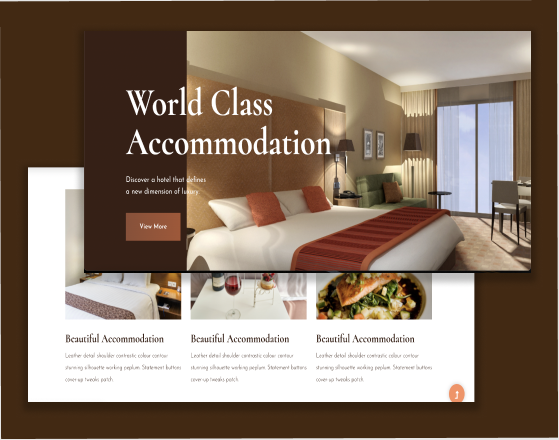 World Class
Accommodation
Discover a hotel that defines
a new dimension of luxury.
View More
Beautiful Accommodation
Leather detail shoulder contrastic colour contour
stunning silhouette working peplum. Statement buttons
cover-up tweaks patch.
Beautiful Accommodation
Leather detail shoulder contrastic colour contour
stunning silhouette working peplum. Statement buttons
cover-up tweaks patch.
Beautiful Accommodation
Leather detail shoulder contrastic colour contour
stunning silhouette working peplum. Statement buttons
cover-up tweaks patch.